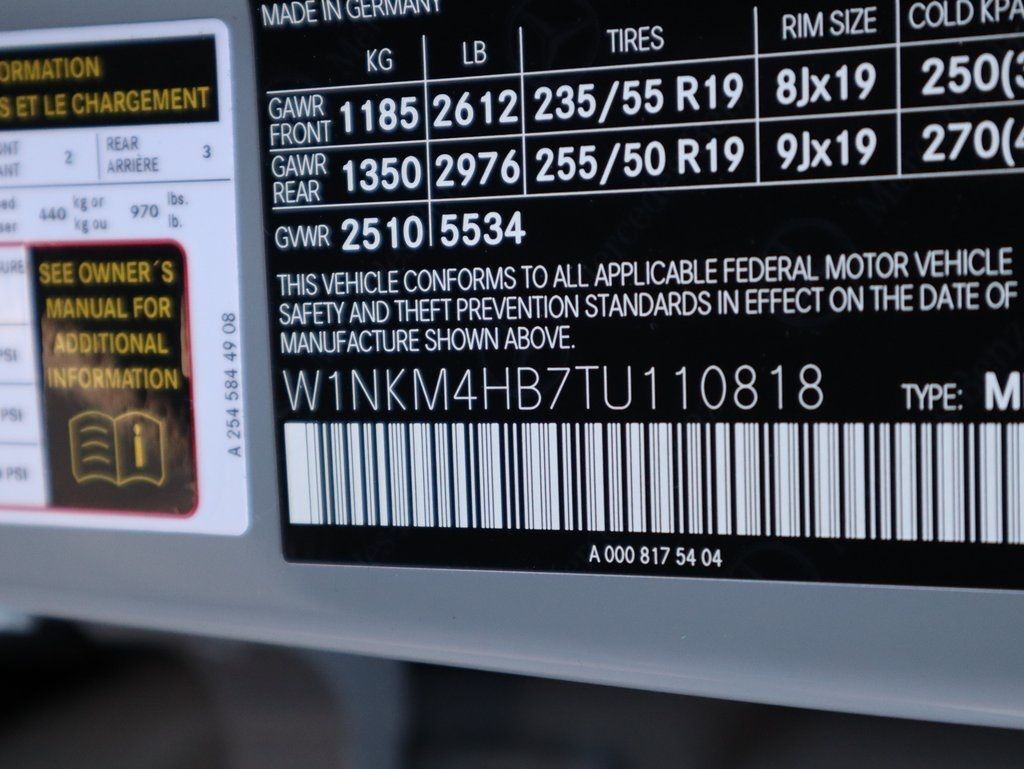 ORMATION
S ET LE CHARGEMENT
2
REAR
ARRIÈRE
3
440 kg or 970 lbs.
kg ou lb.
SEE OWNER´S
MANUAL FOR
ADDITIONAL
INFORMATION
PSI
PSI
PSI
A 254 584 49 08
MADE IN GERMANY
KG LB TIRES RIM SIZE COLD KPA
GAWR FRONT 1185 2612 235/55 R19 8Jx19 250(3
GAWR REAR 1350 2976 255/50 R19 9Jx19 270(4
GVWR 2510 5534
THIS VEHICLE CONFORMS TO ALL APPLICABLE FEDERAL MOTOR VEHICLE
SAFETY AND THEFT PREVENTION STANDARDS IN EFFECT ON THE DATE OF
MANUFACTURE SHOWN ABOVE.
W1NKM4HB7TU110818 TYPE: M
A 000 817 54 04